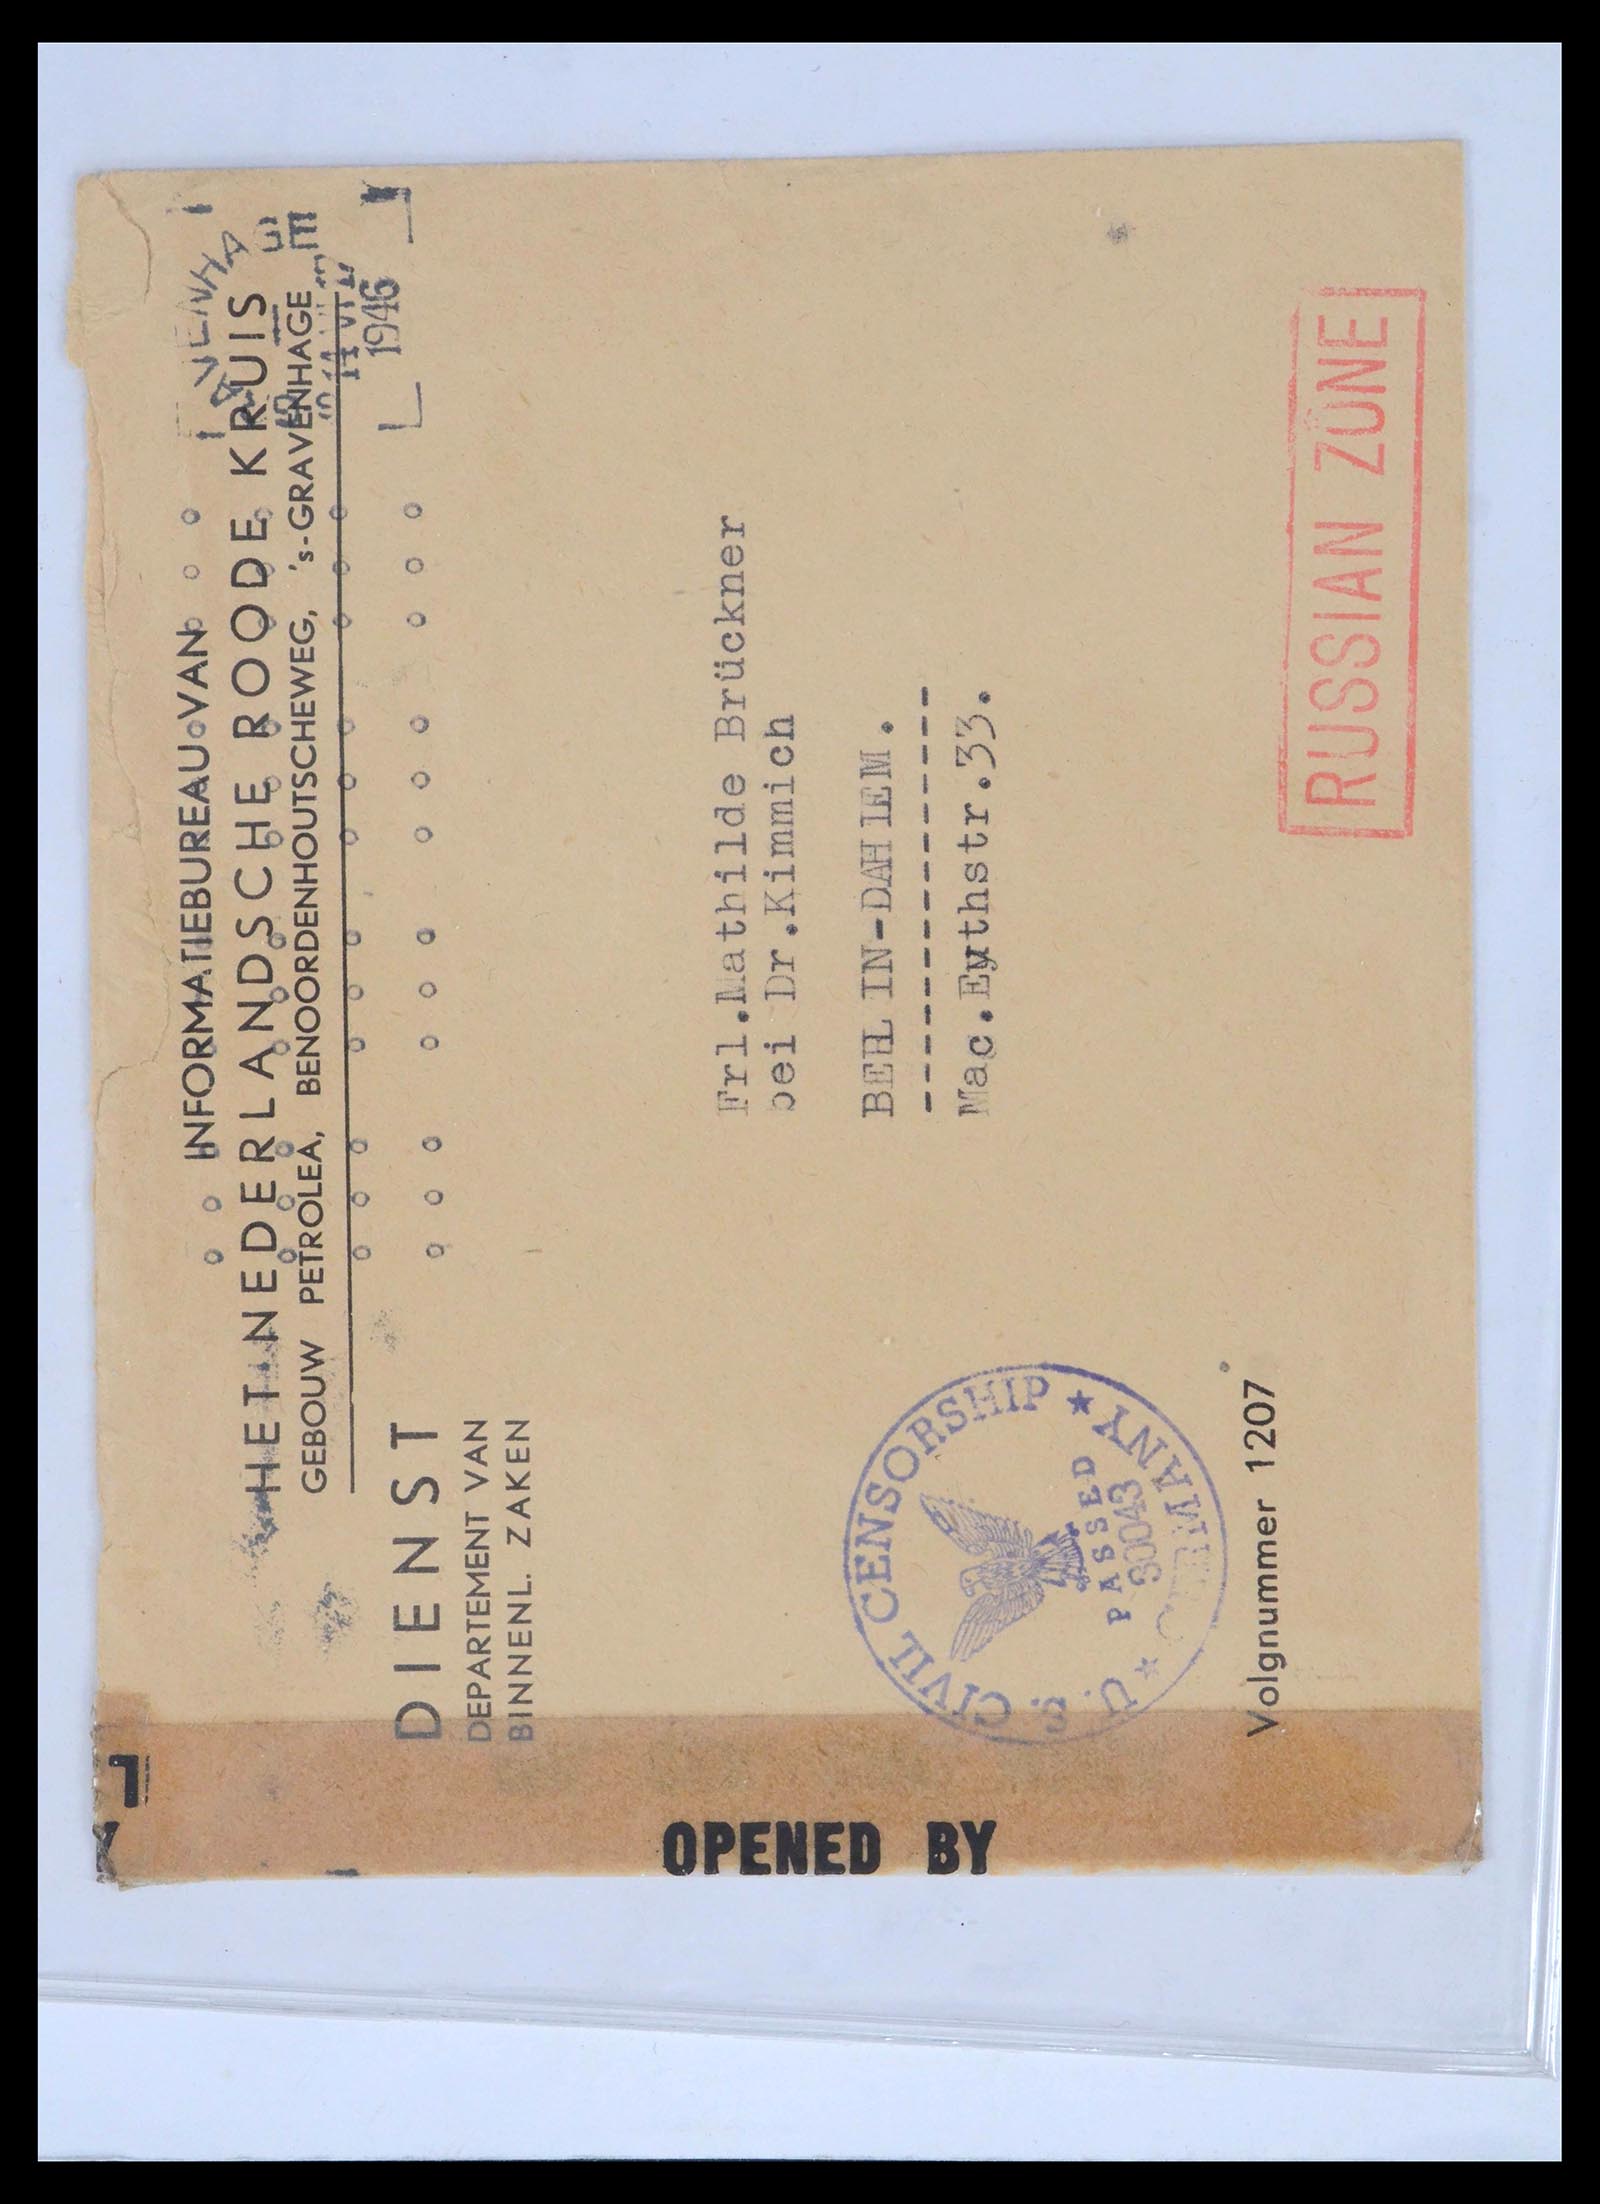 INFORMATIEBUREAU VAN
HET NEDERLANDSCHE ROODE KRUIS
GEBOUW PETROLEA, BENOORDENHOUTSCHEWEG, 's-GRAVENHAGE
1946
DIENST
DEPARTEMENT VAN
BINNENL. ZAKEN
Frl.Mathilde Brückner
bei Dr.Kimmich
BERLIN-DAHLEM.
-------------
Mac.Eythstr.33.
U. S. CIVIL CENSORSHIP ★ GERMANY ★
PASSED
30043
Volgnummer 1207
RUSSIAN ZÔNE
OPENED BY